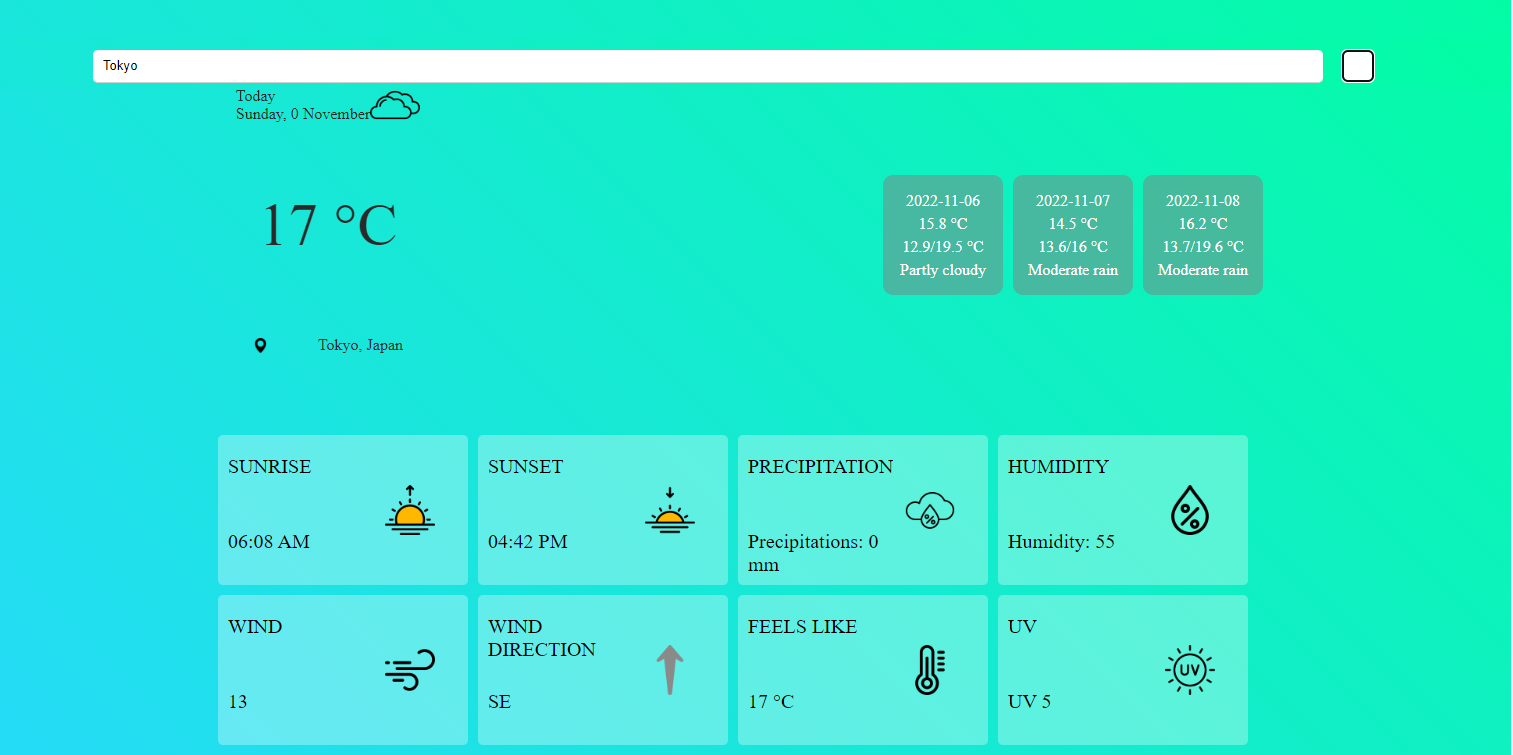 Tokyo
Today
Sunday, 0 November
17 °C
2022-11-06
15.8 °C
12.9/19.5 °C
Partly cloudy
2022-11-07
14.5 °C
13.6/16 °C
Moderate rain
2022-11-08
16.2 °C
13.7/19.6 °C
Moderate rain
Tokyo, Japan
SUNRISE
06:08 AM
SUNSET
04:42 PM
PRECIPITATION
%
Precipitations: 0
mm
HUMIDITY
%
Humidity: 55
WIND
13
WIND
DIRECTION
SE
FEELS LIKE
17 °C
UV
UV
UV 5